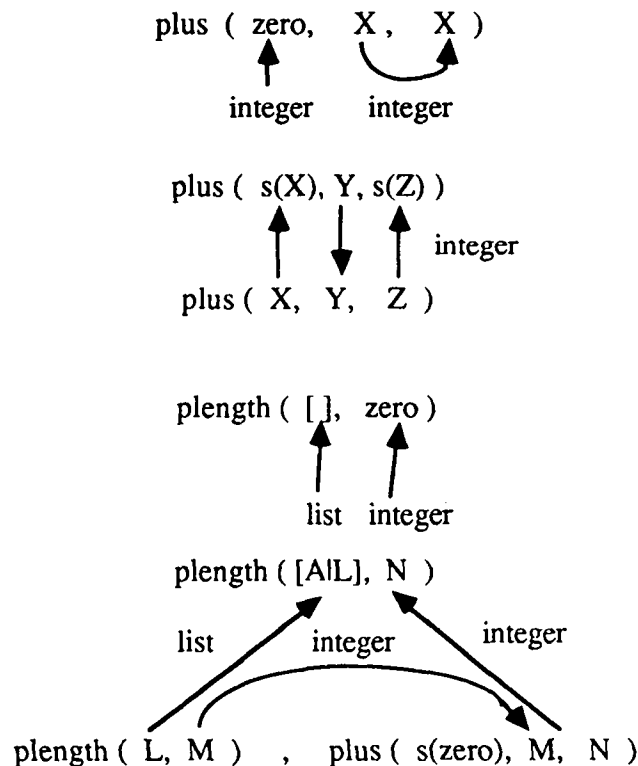 plus ( zero, X, X )
integer integer
plus ( s(X), Y, s(Z) )
integer
plus ( X, Y, Z )
plength ( [ ], zero )
list integer
plength ( [A|L], N )
list integer integer
plength ( L, M ) , plus ( s(zero), M, N )